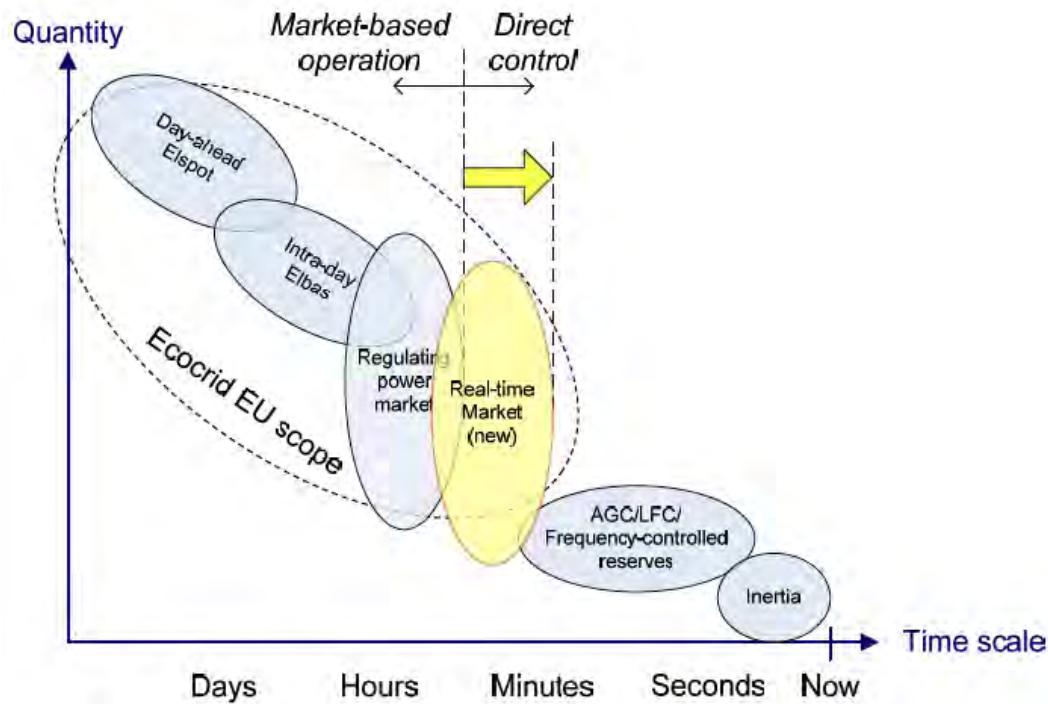 Quantity
Market-based
operation
Direct
control
Day-ahead
Elspot
Intra-day
Elbas
Ecocrid EU scope
Regulating
power
market
Real-time
Market
(new)
AGC/LFC/
Frequency-controlled
reserves
Inertia
Time scale
Days
Hours
Minutes
Seconds
Now